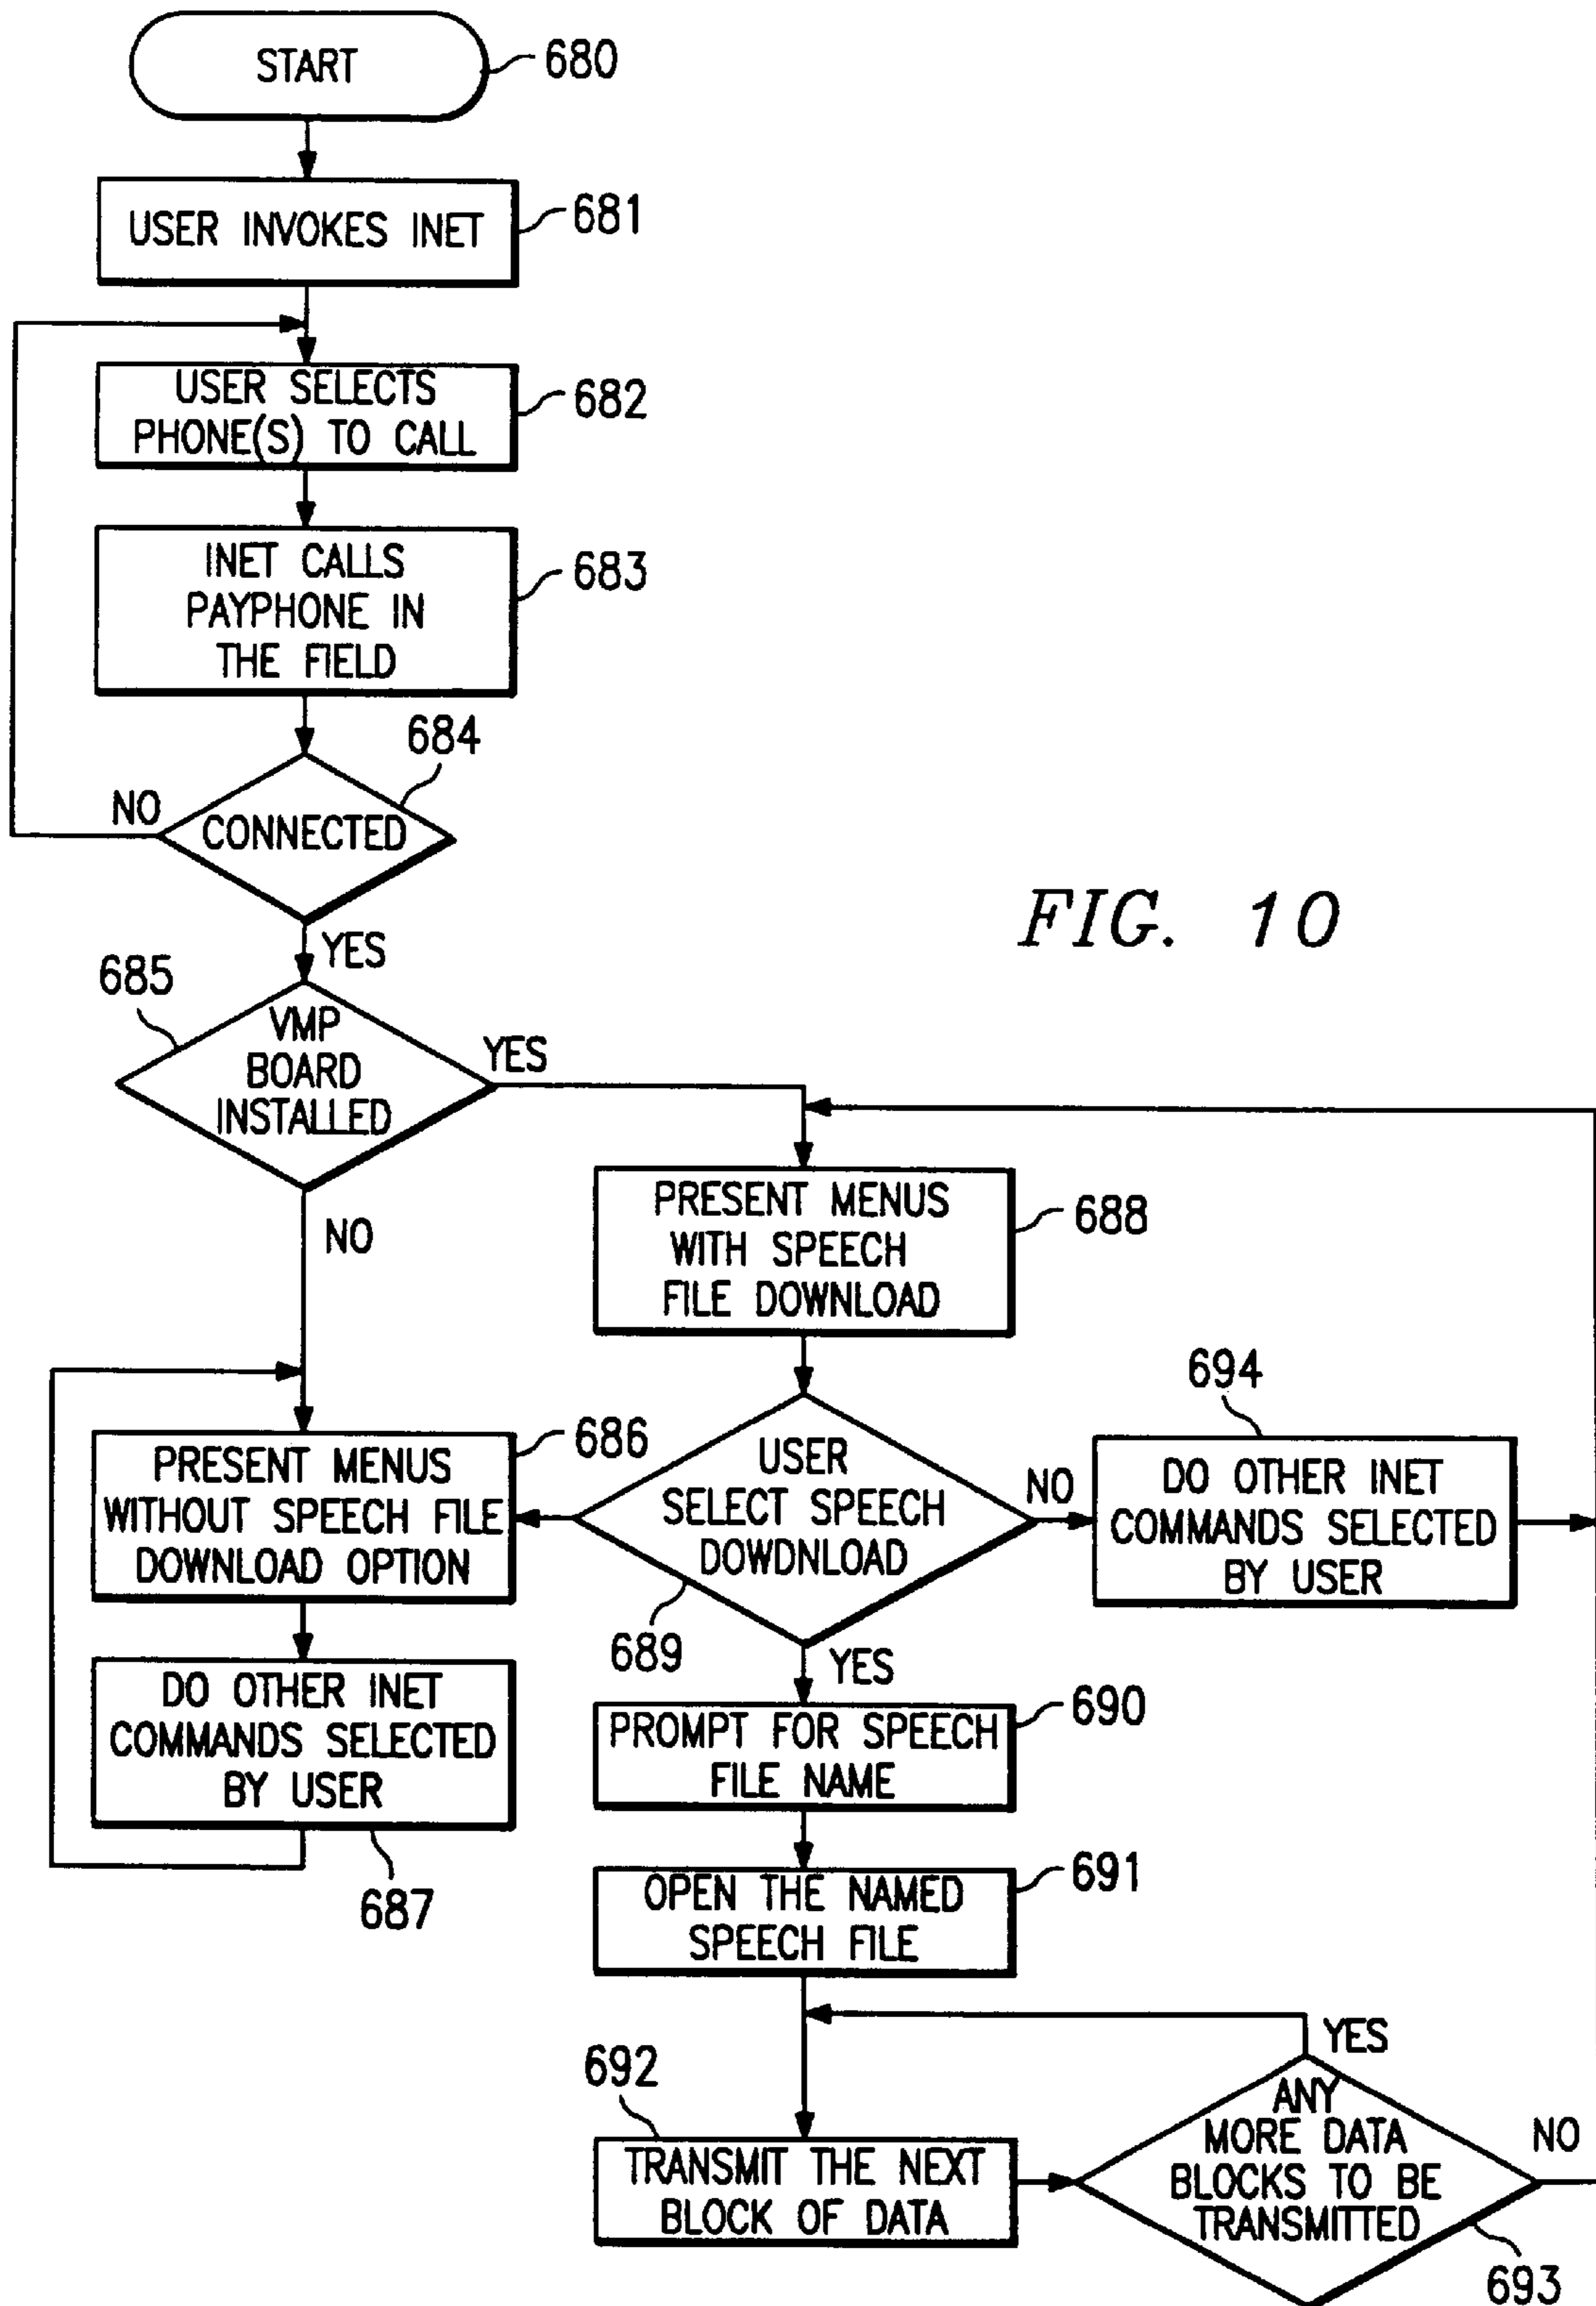 START
680
USER INVOKES INET
681
USER SELECTS
PHONE(S) TO CALL
682
INET CALLS
PAYPHONE IN
THE FIELD
683
684
CONNECTED
NO
YES
FIG. 10
685
VMP
BOARD
INSTALLED
YES
NO
PRESENT MENUS
WITH SPEECH
FILE DOWNLOAD
688
686
PRESENT MENUS
WITHOUT SPEECH FILE
DOWNLOAD OPTION
USER
SELECT SPEECH
DOWDNLOAD
689
NO
YES
694
DO OTHER INET
COMMANDS SELECTED
BY USER
DO OTHER INET
COMMANDS SELECTED
BY USER
687
PROMPT FOR SPEECH
FILE NAME
690
OPEN THE NAMED
SPEECH FILE
691
692
TRANSMIT THE NEXT
BLOCK OF DATA
YES
ANY
MORE DATA
BLOCKS TO BE
TRANSMITTED
NO
693